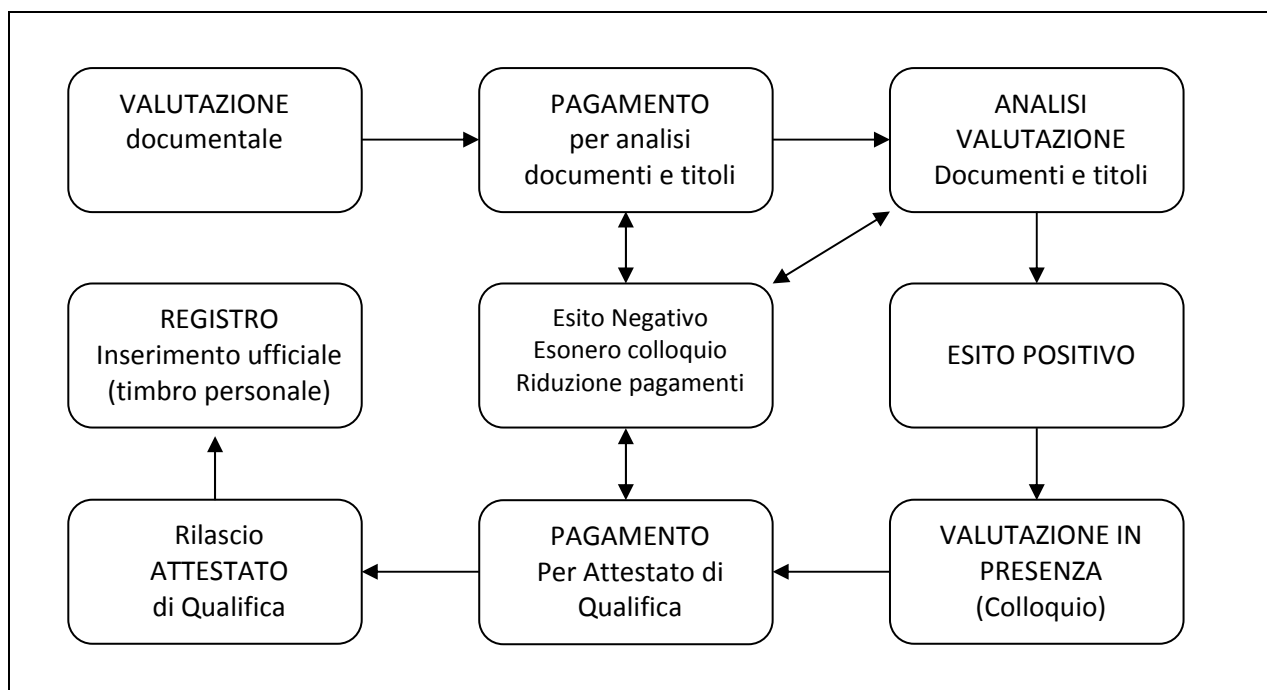 VALUTAZIONE
documentale
PAGAMENTO
per analisi
documenti e titoli
ANALISI
VALUTAZIONE
Documenti e titoli
REGISTRO
Inserimento ufficiale
(timbro personale)
Esito Negativo
Esonero colloquio
Riduzione pagamenti
ESITO POSITIVO
Rilascio
ATTESTATO
di Qualifica
PAGAMENTO
Per Attestato di
Qualifica
VALUTAZIONE IN
PRESENZA
(Colloquio)